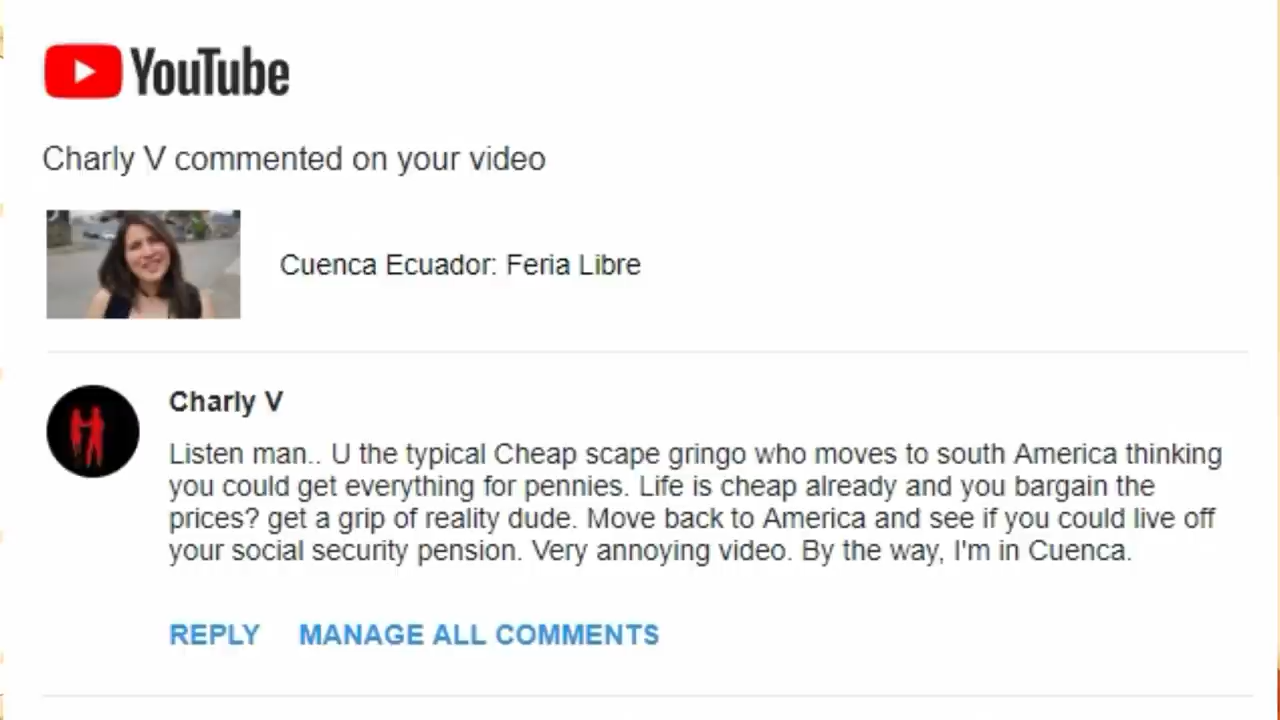 YouTube
Charly V commented on your video
Cuenca Ecuador: Feria Libre
Charly V
Listen man.. U the typical Cheap scape gringo who moves to south America thinking
you could get everything for pennies. Life is cheap already and you bargain the
prices? get a grip of reality dude. Move back to America and see if you could live off
your social security pension. Very annoying video. By the way, I'm in Cuenca.
REPLY MANAGE ALL COMMENTS